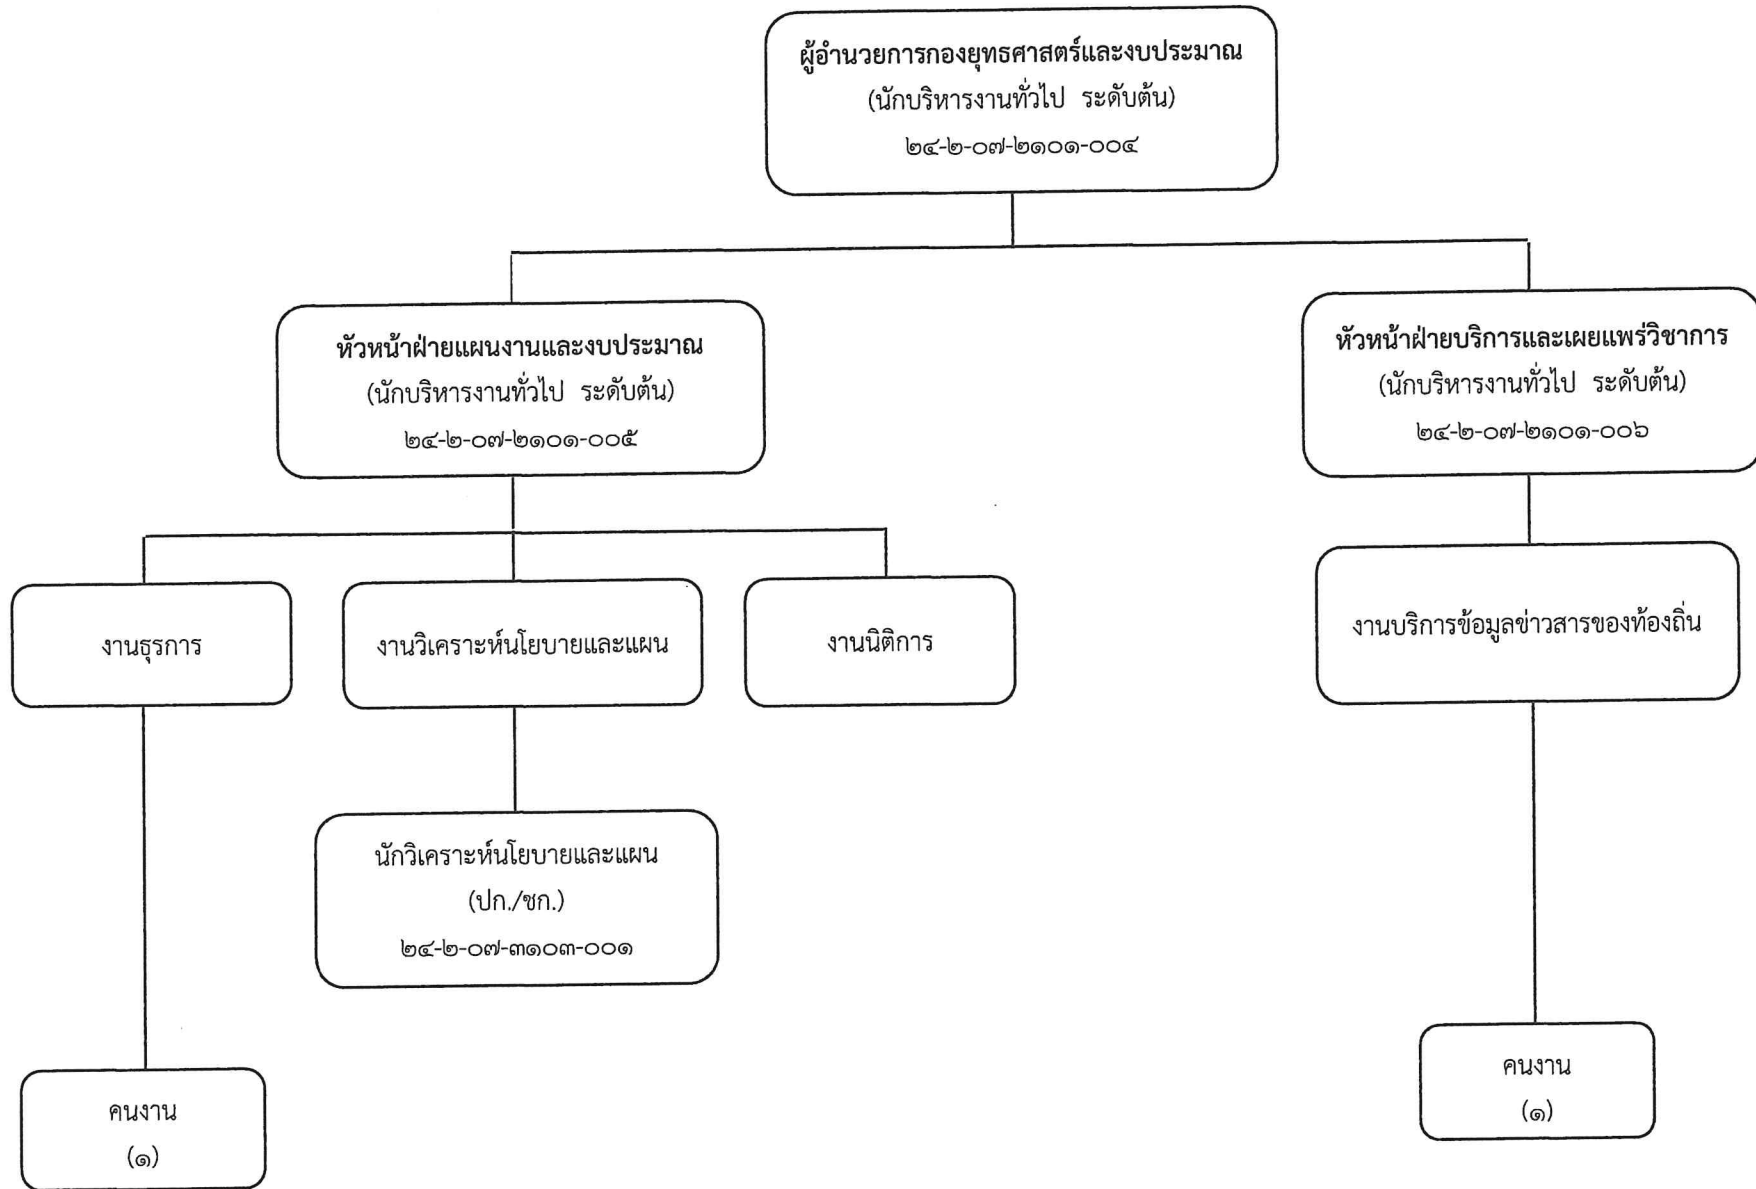 ผู้อำนวยการกองยุทธศาสตร์และงบประมาณ
(นักบริหารงานทั่วไป ระดับต้น)
๒๔-๒-๐๗-๒๑๐๑-๐๐๔
หัวหน้าฝ่ายแผนงานและงบประมาณ
(นักบริหารงานทั่วไป ระดับต้น)
๒๔-๒-๐๗-๒๑๐๑-๐๐๕
หัวหน้าฝ่ายบริการและเผยแพร่วิชาการ
(นักบริหารงานทั่วไป ระดับต้น)
๒๔-๒-๐๗-๒๑๐๑-๐๐๖
งานธุรการ
งานวิเคราะห์นโยบายและแผน
งานนิติการ
งานบริการข้อมูลข่าวสารของท้องถิ่น
นักวิเคราะห์นโยบายและแผน
(ปก./ชก.)
๒๔-๒-๐๗-๓๑๐๓-๐๐๑
คนงาน
(๑)
คนงาน
(๑)